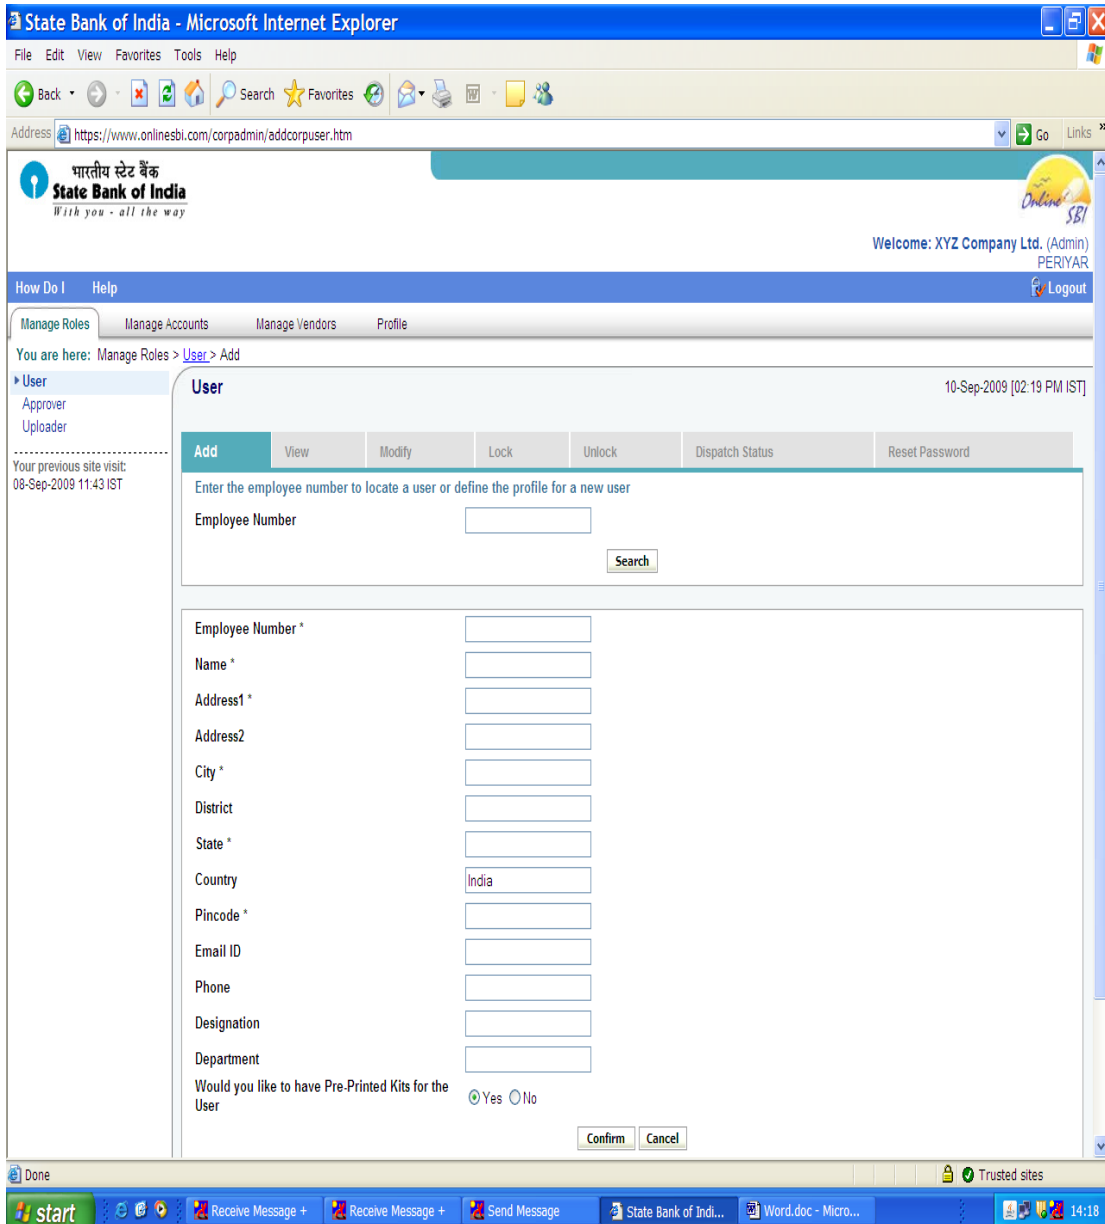 State Bank of India - Microsoft Internet Explorer
File Edit View Favorites Tools Help
Back Search Favorites
Address https://www.onlinesbi.com/corpadmin/addcorpuser.htm Go Links »
भारतीय स्टेट बैंक
State Bank of India
With you - all the way
Online SBI
Welcome: XYZ Company Ltd. (Admin)
PERIYAR
How Do I Help Logout
Manage Roles Manage Accounts Manage Vendors Profile
You are here: Manage Roles > User > Add
User
Approver
Uploader
Your previous site visit:
08-Sep-2009 11:43 IST
User 10-Sep-2009 [02:19 PM IST]
Add View Modify Lock Unlock Dispatch Status Reset Password
Enter the employee number to locate a user or define the profile for a new user
Employee Number
Search
Employee Number *
Name *
Address1 *
Address2
City *
District
State *
Country India
Pincode *
Email ID
Phone
Designation
Department
Would you like to have Pre-Printed Kits for the
User
Yes No
Confirm Cancel
Done Trusted sites
start Receive Message + Receive Message + Send Message State Bank of Indi... Word.doc - Micro... 14:18